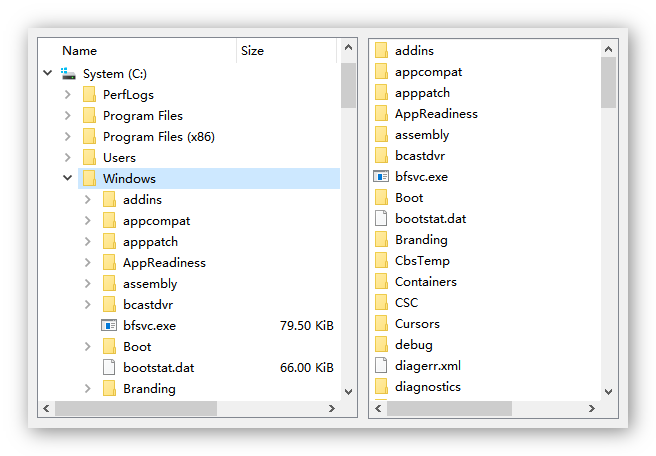 Name Size
System (C:)
PerfLogs
Program Files
Program Files (x86)
Users
Windows
addins
appcompat
apppatch
AppReadiness
assembly
bcastdvr
bfsvc.exe 79.50 KiB
Boot
bootstat.dat 66.00 KiB
Branding
addins
appcompat
apppatch
AppReadiness
assembly
bcastdvr
bfsvc.exe
Boot
bootstat.dat
Branding
CbsTemp
Containers
CSC
Cursors
debug
diagerr.xml
diagnostics